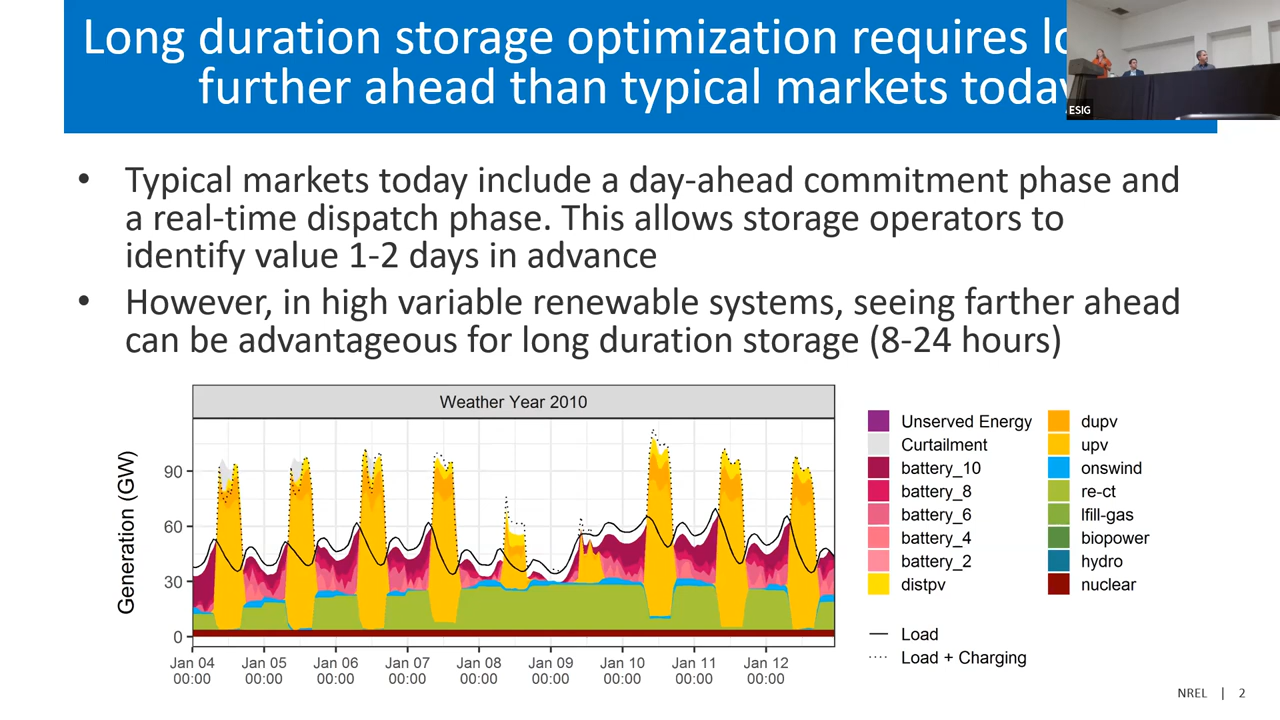 Long duration storage optimization requires
further ahead than typical markets today
ESIG
• Typical markets today include a day-ahead commitment phase and
a real-time dispatch phase. This allows storage operators to
identify value 1-2 days in advance
• However, in high variable renewable systems, seeing farther ahead
can be advantageous for long duration storage (8-24 hours)
Weather Year 2010
Generation (GW)
90
60
30
0
Jan 04 Jan 05 Jan 06 Jan 07 Jan 08 Jan 09 Jan 10 Jan 11 Jan 12
00:00 00:00 00:00 00:00 00:00 00:00 00:00 00:00 00:00
Unserved Energy
Curtailment
battery_10
battery_8
battery_6
battery_4
battery_2
distpv
dupv
upv
onswind
re-ct
lfill-gas
biopower
hydro
nuclear
Load
Load + Charging
NREL | 2